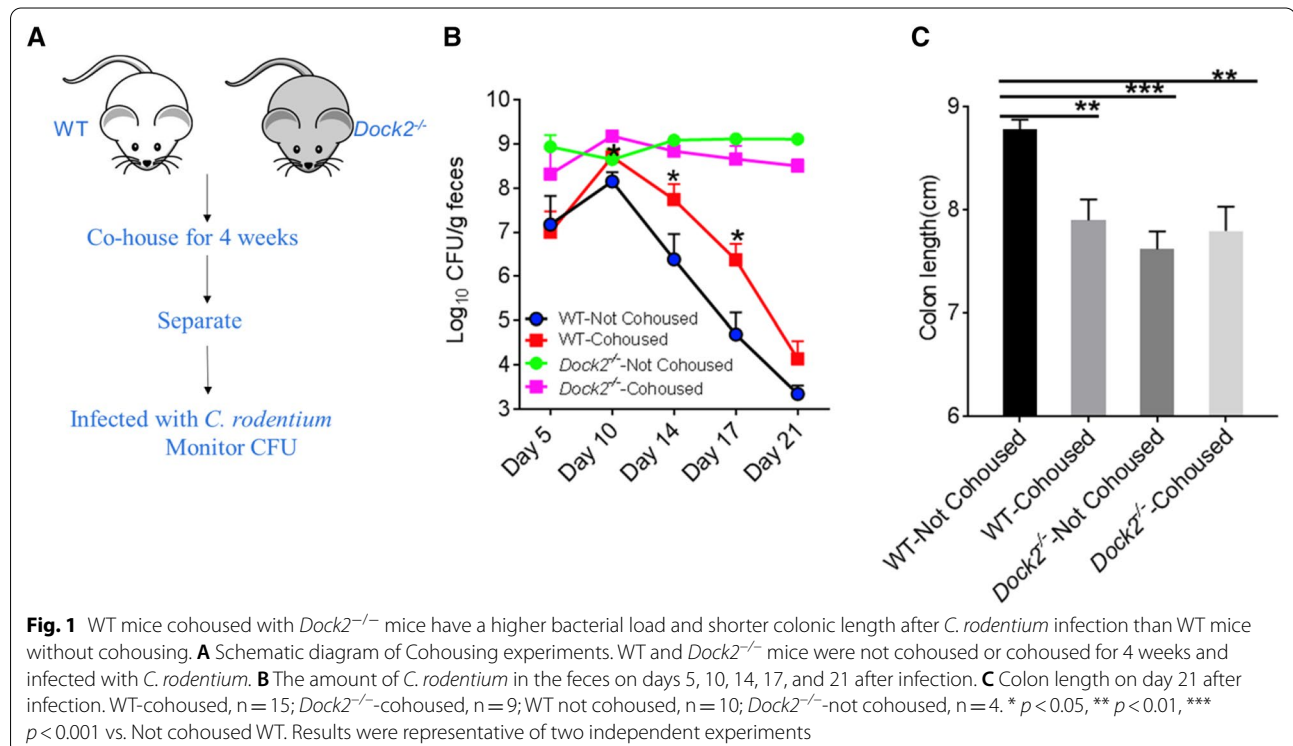 A
WT
Dock2-/-
Co-house for 4 weeks
Separate
Infected with C. rodentium
Monitor CFU
B
Log10 CFU/g feces
10
9
8
7
6
5
4
3
*
*
*
WT-Not Cohoused
WT-Cohoused
Dock2-/--Not Cohoused
Dock2-/--Cohoused
Day 5
Day 10
Day 14
Day 17
Day 21
C
Colon length(cm)
9
8
7
6
**
***
**
WT-Not Cohoused
WT-Cohoused
Dock2-/--Not Cohoused
Dock2-/--Cohoused
Fig. 1 WT mice cohoused with Dock2−/− mice have a higher bacterial load and shorter colonic length after C. rodentium infection than WT mice
without cohousing. A Schematic diagram of Cohousing experiments. WT and Dock2−/− mice were not cohoused or cohoused for 4 weeks and
infected with C. rodentium. B The amount of C. rodentium in the feces on days 5, 10, 14, 17, and 21 after infection. C Colon length on day 21 after
infection. WT-cohoused, n = 15; Dock2−/−-cohoused, n = 9; WT not cohoused, n = 10; Dock2−/−-not cohoused, n = 4. * p < 0.05, ** p < 0.01, ***
p < 0.001 vs. Not cohoused WT. Results were representative of two independent experiments